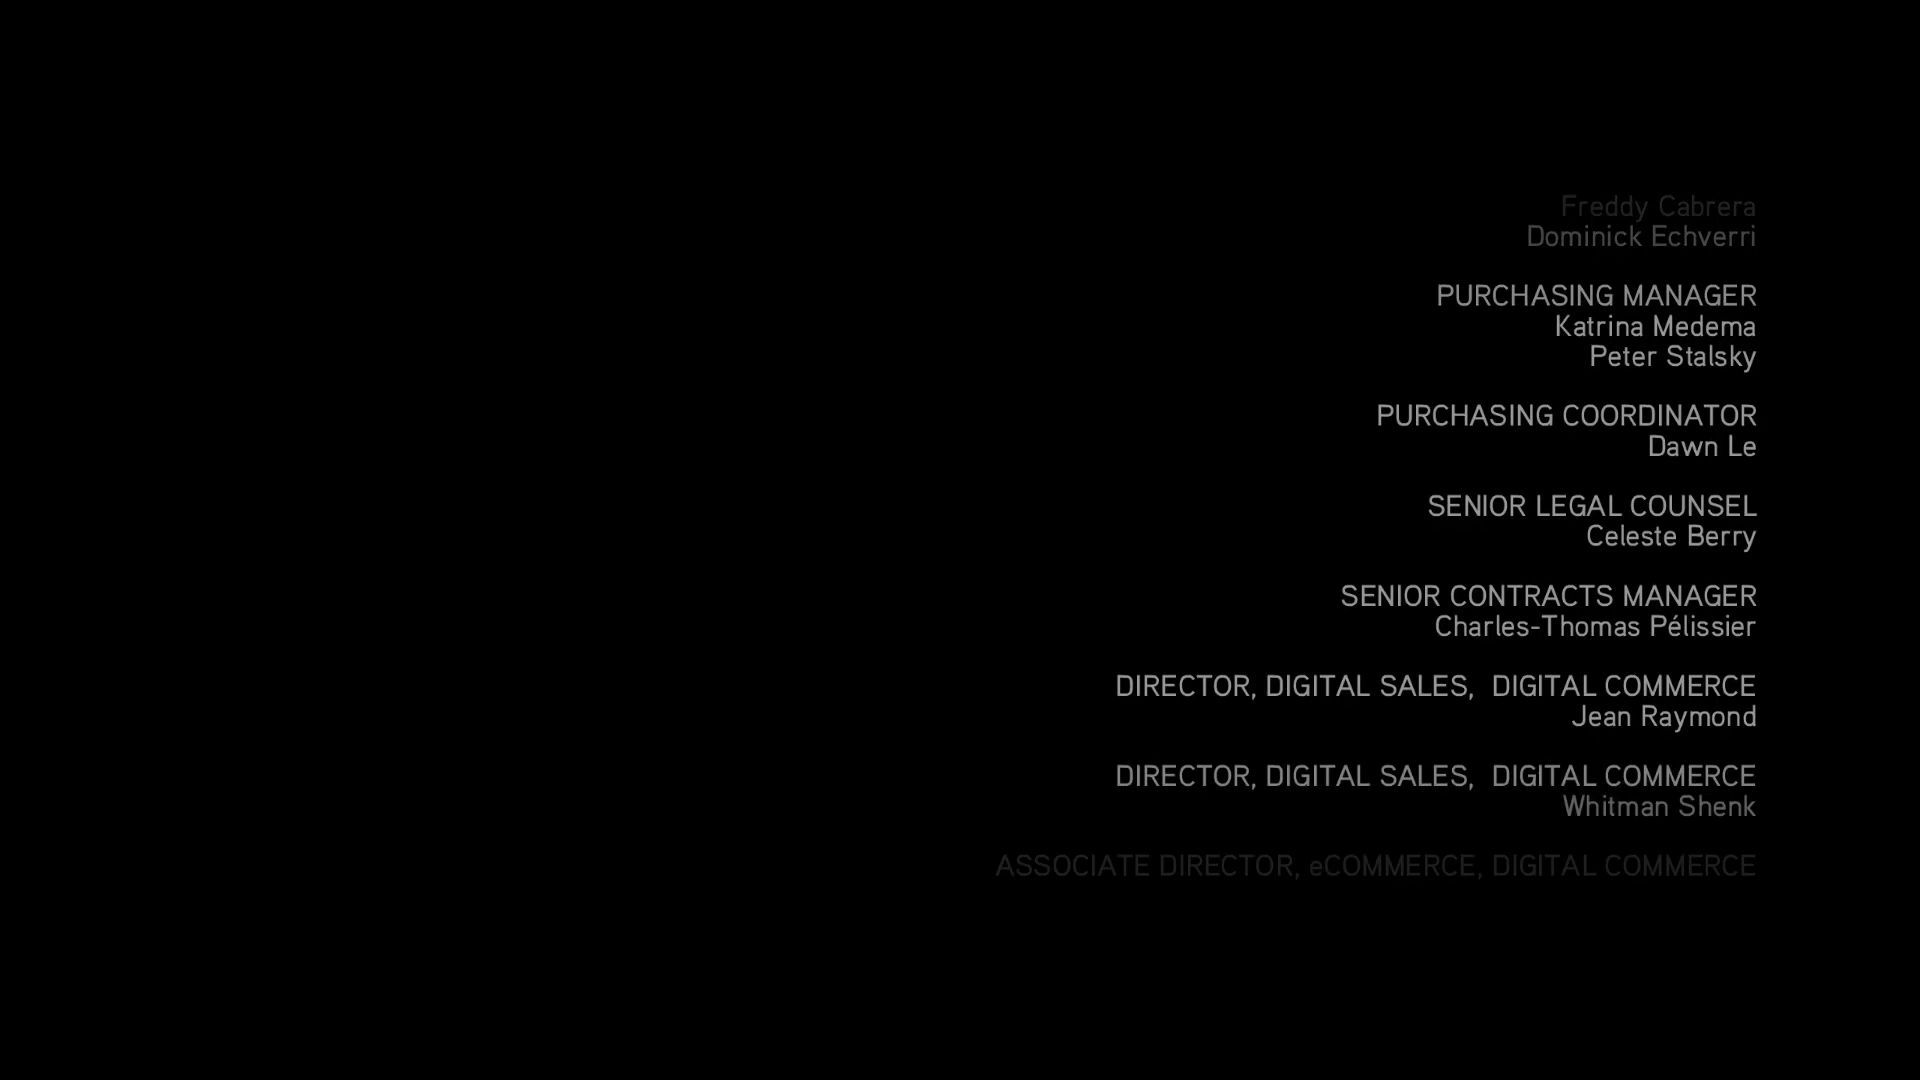 Freddy Cabrera
Dominick Echverri
PURCHASING MANAGER
Katrina Medema
Peter Stalsky
PURCHASING COORDINATOR
Dawn Le
SENIOR LEGAL COUNSEL
Celeste Berry
SENIOR CONTRACTS MANAGER
Charles-Thomas Pélissier
DIRECTOR, DIGITAL SALES,  DIGITAL COMMERCE
Jean Raymond
DIRECTOR, DIGITAL SALES,  DIGITAL COMMERCE
Whitman Shenk
ASSOCIATE DIRECTOR, eCOMMERCE, DIGITAL COMMERCE